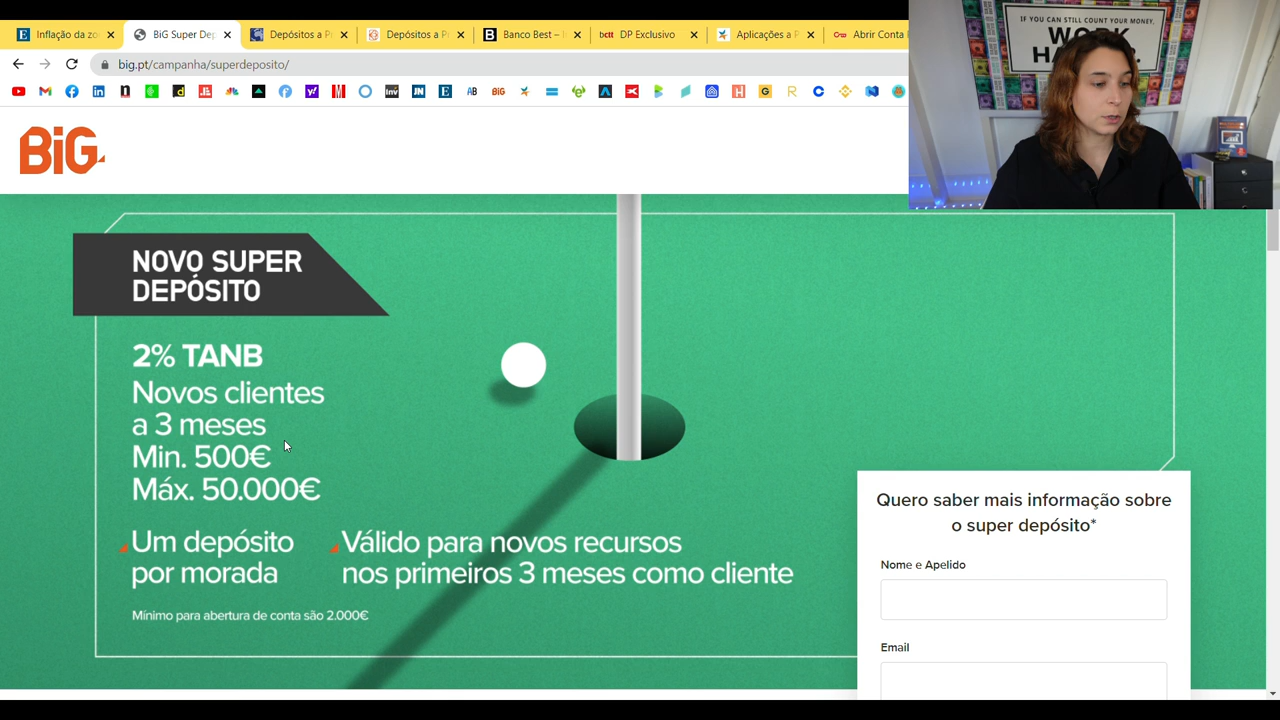 Inflação da zo
BiG Super Dep
Depósitos a P
Depósitos a P
Banco Best – I
bctt DP Exclusivo
Aplicações a P
Abrir Conta
big.pt/campanha/superdeposito/
IF YOU CAN STILL COUNT YOUR MONEY,
WORK
BiG
NOVO SUPER
DEPÓSITO
2% TANB
Novos clientes
a 3 meses
Min. 500€
Máx. 50.000€
Um depósito
por morada
Válido para novos recursos
nos primeiros 3 meses como cliente
Mínimo para abertura de conta são 2.000€
Quero saber mais informação sobre
o super depósito*
Nome e Apelido
Email